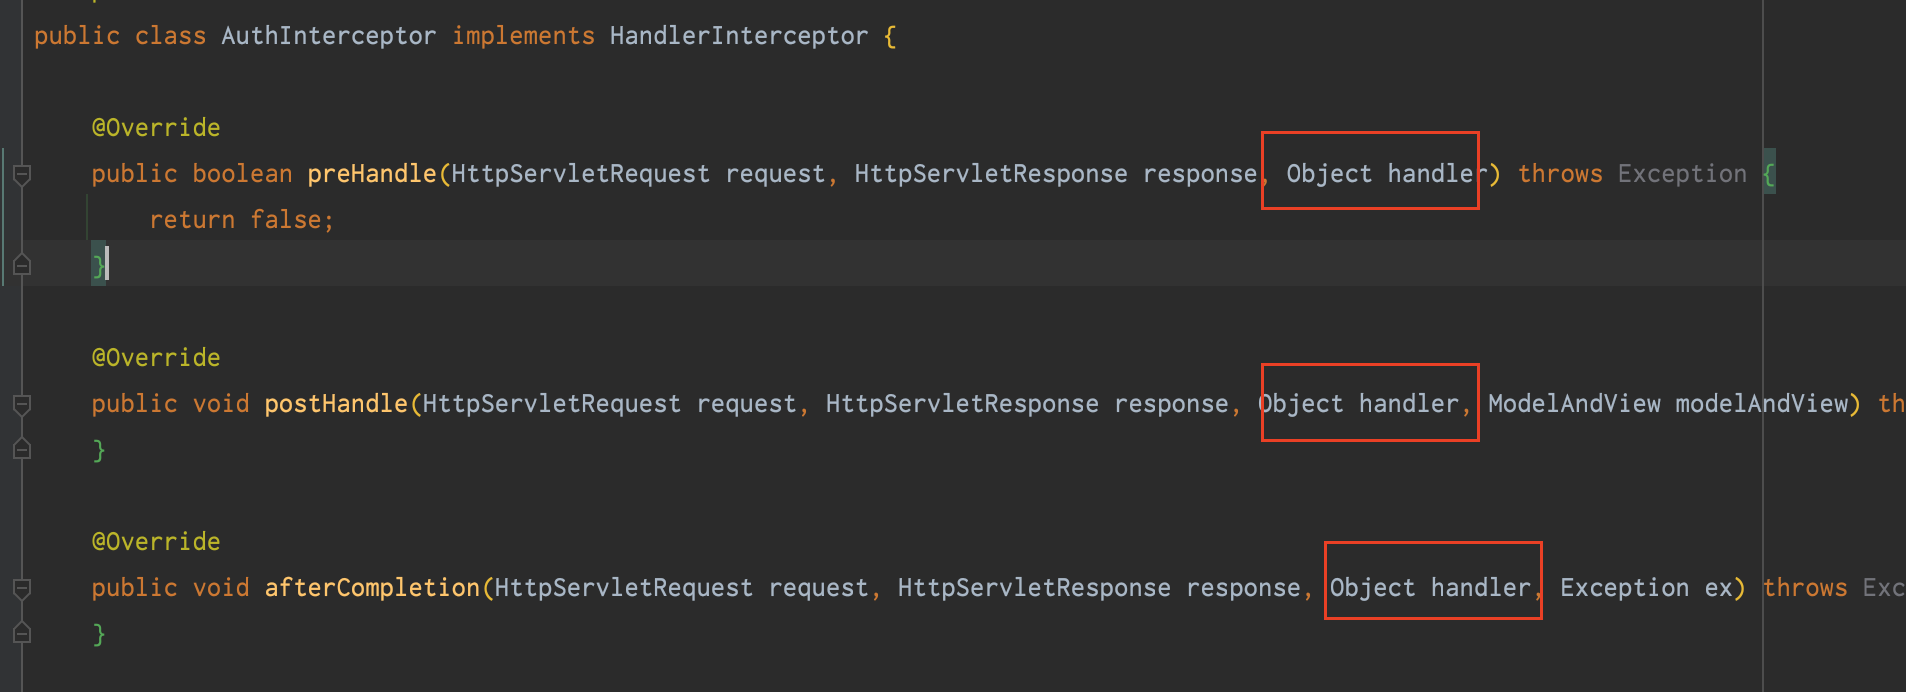 public class AuthInterceptor implements HandlerInterceptor {
@Override
public boolean preHandle(HttpServletRequest request, HttpServletResponse response, Object handler) throws Exception {
return false;
}
@Override
public void postHandle(HttpServletRequest request, HttpServletResponse response, Object handler, ModelAndView modelAndView) th
}
@Override
public void afterCompletion(HttpServletRequest request, HttpServletResponse response, Object handler, Exception ex) throws Exc
}